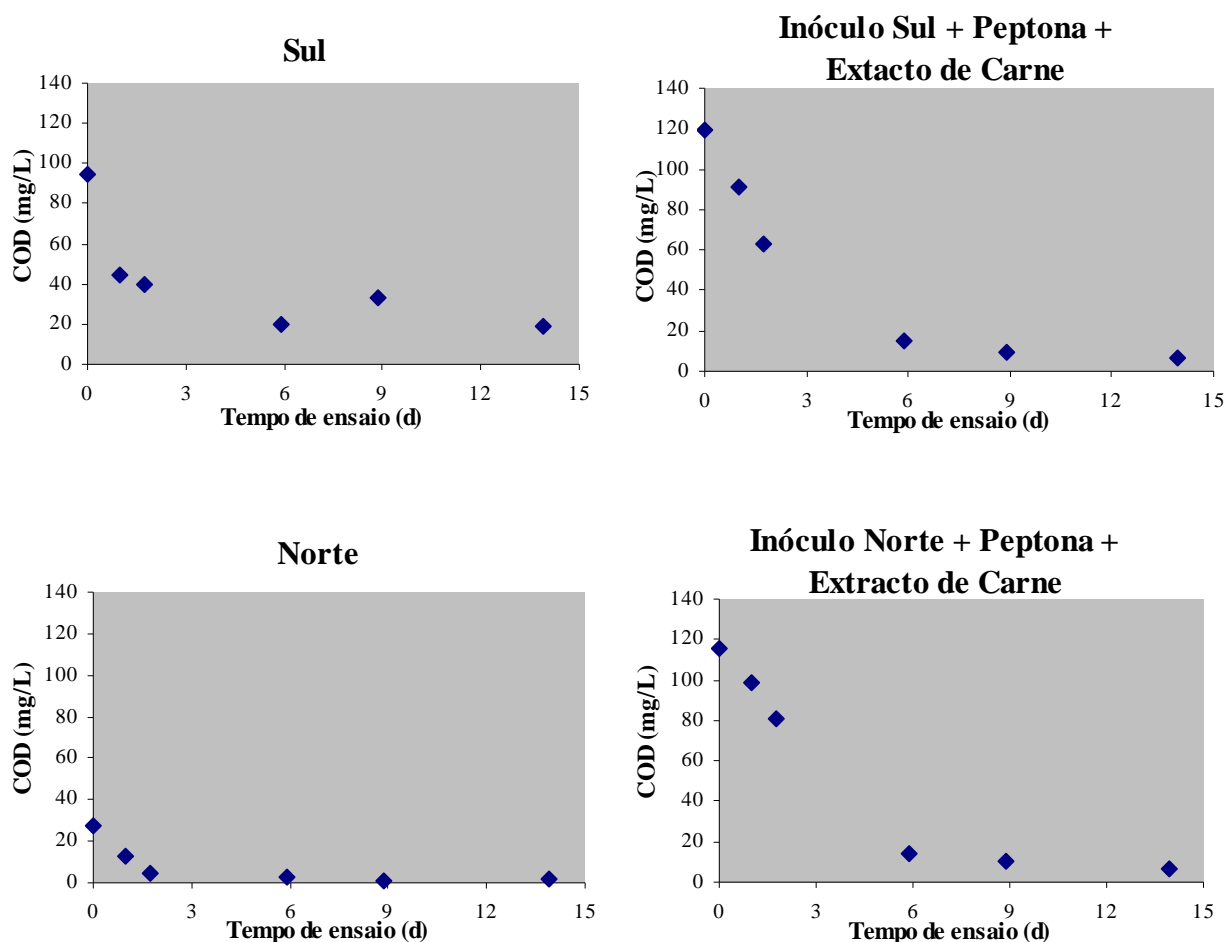 Sul
140
120
100
80
60
40
20
0
COD (mg/L)
0 3 6 9 12 15
Tempo de ensaio (d)
Inóculo Sul + Peptona +
Extacto de Carne
140
120
100
80
60
40
20
0
COD (mg/L)
0 3 6 9 12 15
Tempo de ensaio (d)
Norte
140
120
100
80
60
40
20
0
COD (mg/L)
0 3 6 9 12 15
Tempo de ensaio (d)
Inóculo Norte + Peptona +
Extracto de Carne
140
120
100
80
60
40
20
0
COD (mg/L)
0 3 6 9 12 15
Tempo de ensaio (d)